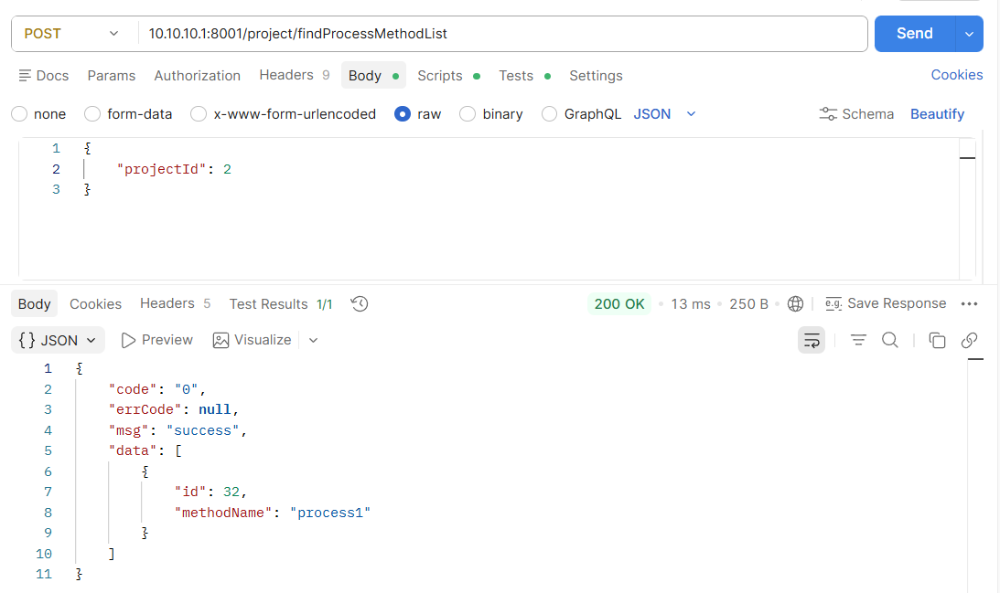 POST 10.10.10.1:8001/project/findProcessMethodList Send
Docs Params Authorization Headers 9 Body Scripts Tests Settings Cookies
none form-data x-www-form-urlencoded raw binary GraphQL JSON Schema Beautify
1 {
2 "projectId": 2
3 }
Body Cookies Headers 5 Test Results 1/1 200 OK 13 ms 250 B e.g. Save Response
{} JSON Preview Visualize
1 {
2 "code": "0",
3 "errCode": null,
4 "msg": "success",
5 "data": [
6 {
7 "id": 32,
8 "methodName": "process1"
9 }
10 ]
11 }